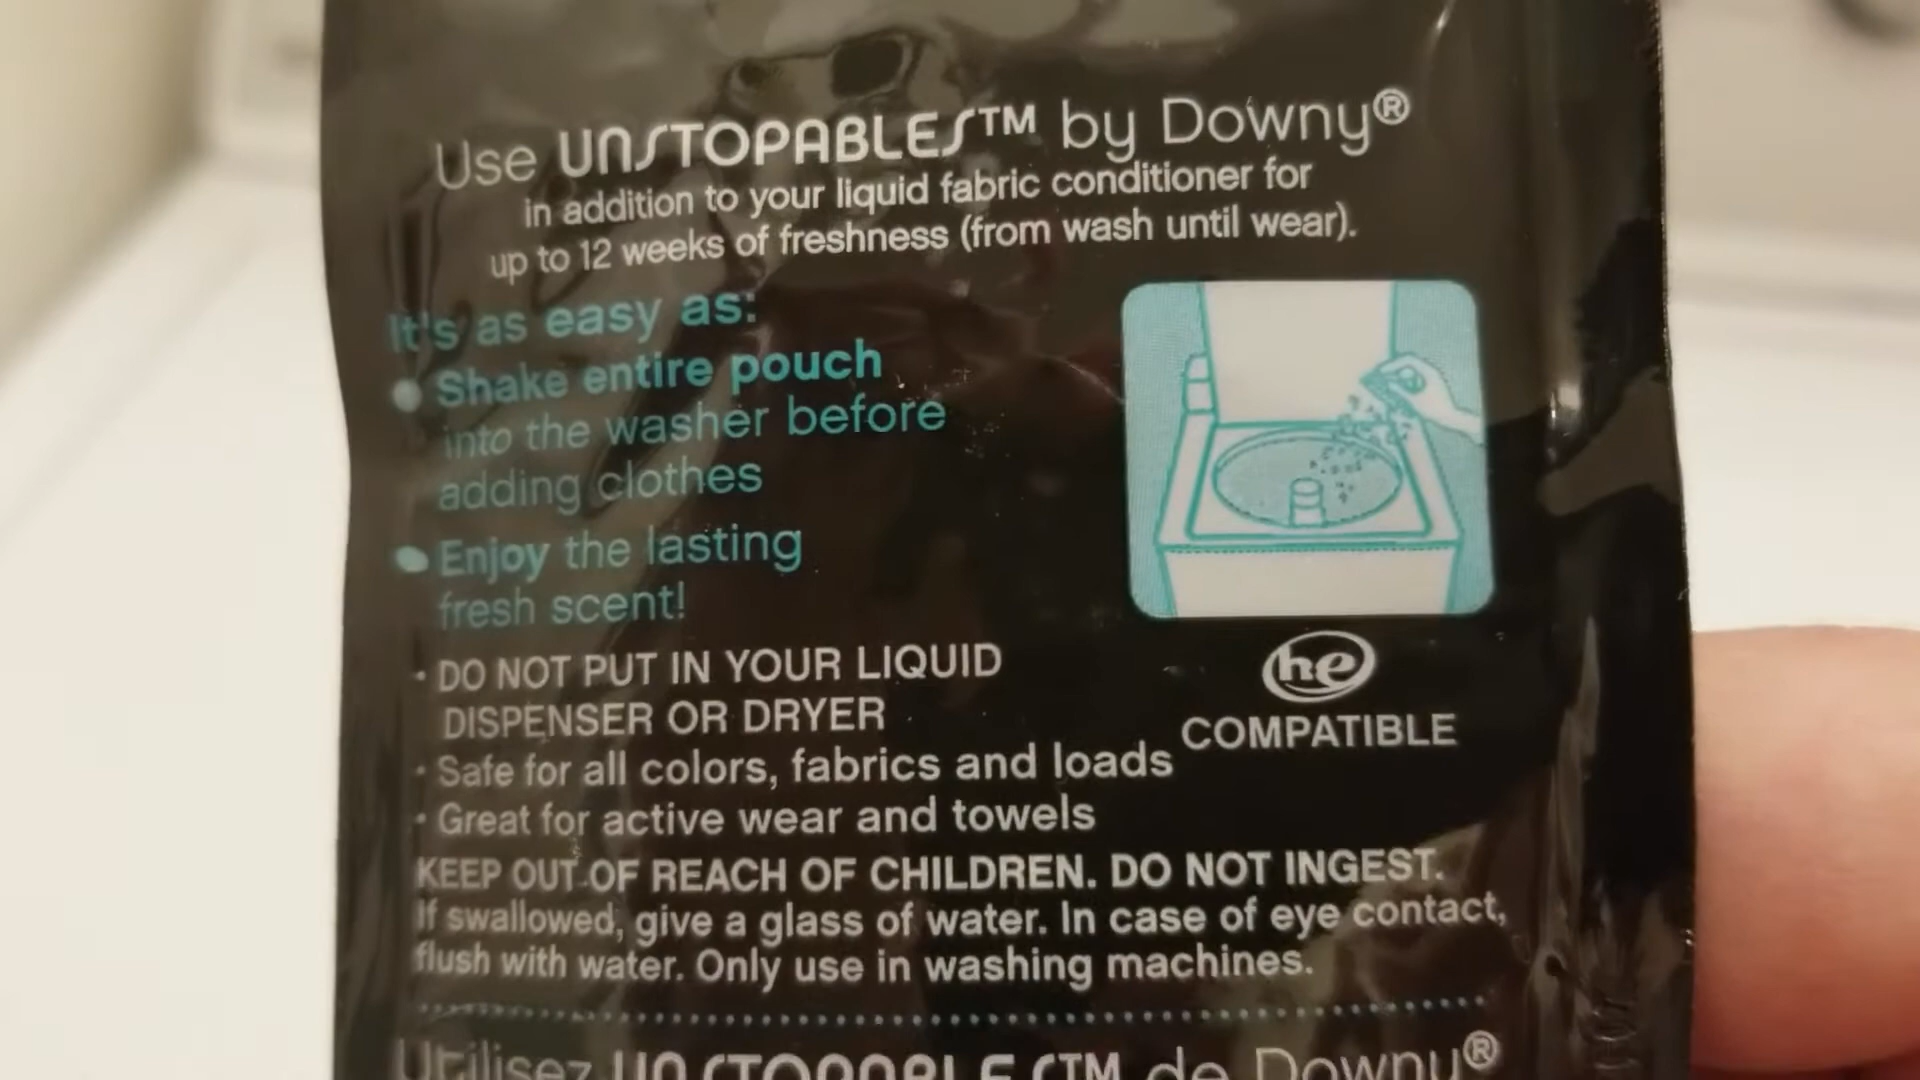 Use UNSTOPABLES™ by Downy®
in addition to your liquid fabric conditioner for
up to 12 weeks of freshness (from wash until wear).
It's as easy as:
• Shake entire pouch
into the washer before
adding clothes
• Enjoy the lasting
fresh scent!
• DO NOT PUT IN YOUR LIQUID
DISPENSER OR DRYER
he
COMPATIBLE
• Safe for all colors, fabrics and loads
• Great for active wear and towels
KEEP OUT OF REACH OF CHILDREN. DO NOT INGEST.
If swallowed, give a glass of water. In case of eye contact,
flush with water. Only use in washing machines.
Utilisez UNSTOPABLES™ de Downy®